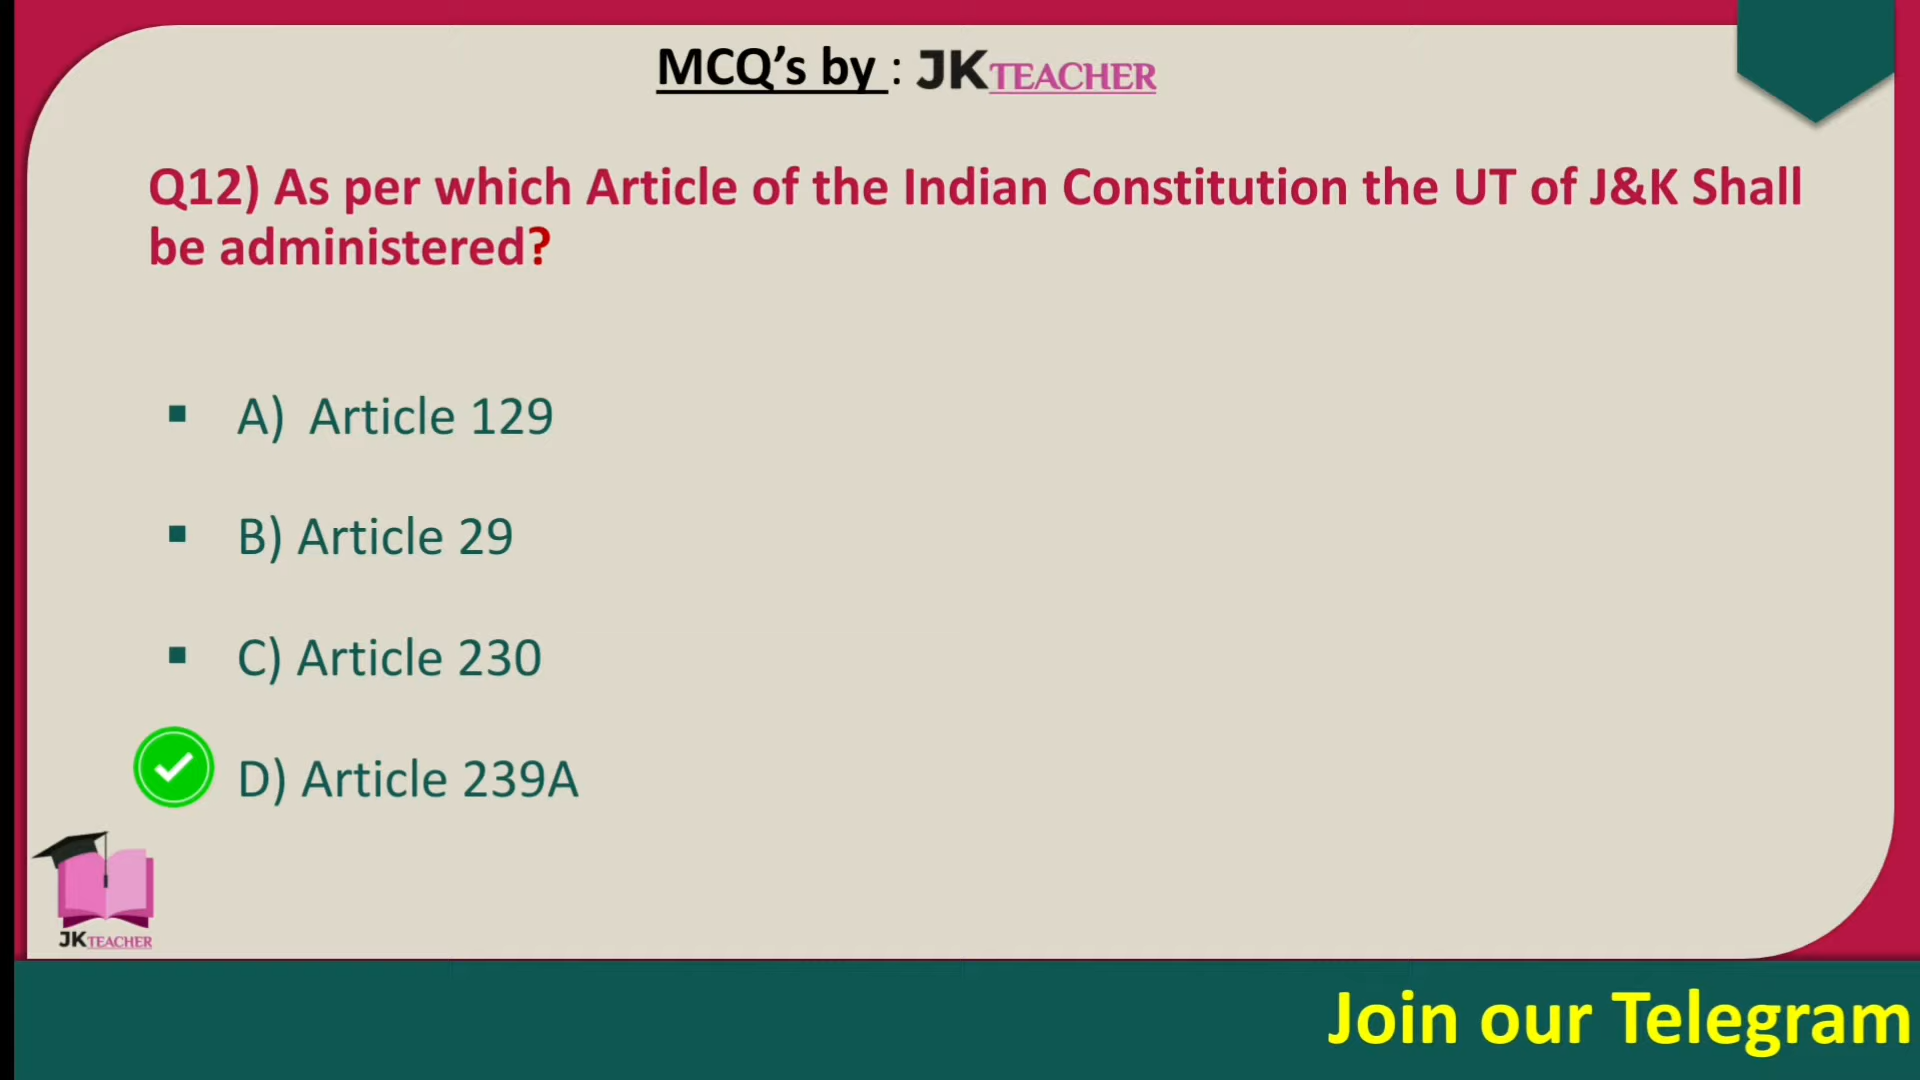 MCQ’s by : JKTEACHER
Q12) As per which Article of the Indian Constitution the UT of J&K Shall
be administered?
▪ A) Article 129
▪ B) Article 29
▪ C) Article 230
D) Article 239A
JKTEACHER
Join our Telegram